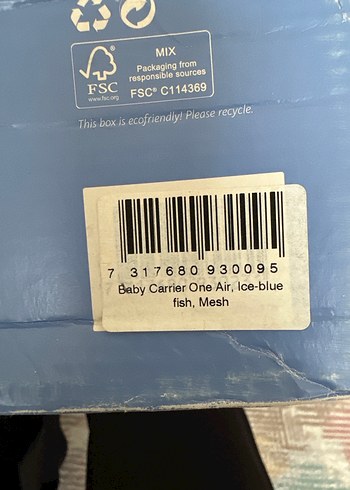 MIX
Packaging from
responsible sources
FSC
www.fsc.org
FSC® C114369
This box is ecofriendly! Please recycle.
7 317680 930095
Baby Carrier One Air, Ice-blue
fish, Mesh